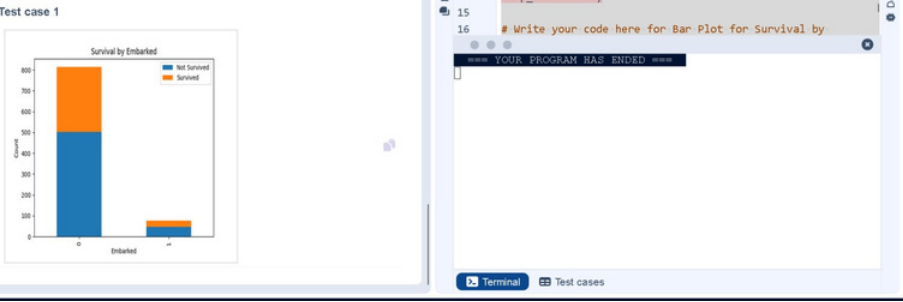 Test case 1
Survival by Embarked
Not Survived
Survived
800
700
600
500
400
300
200
100
0
Count
0
1
Embarked
15
16 # Write your code here for Bar Plot for Survival by
=== YOUR PROGRAM HAS ENDED ===
Terminal
Test cases